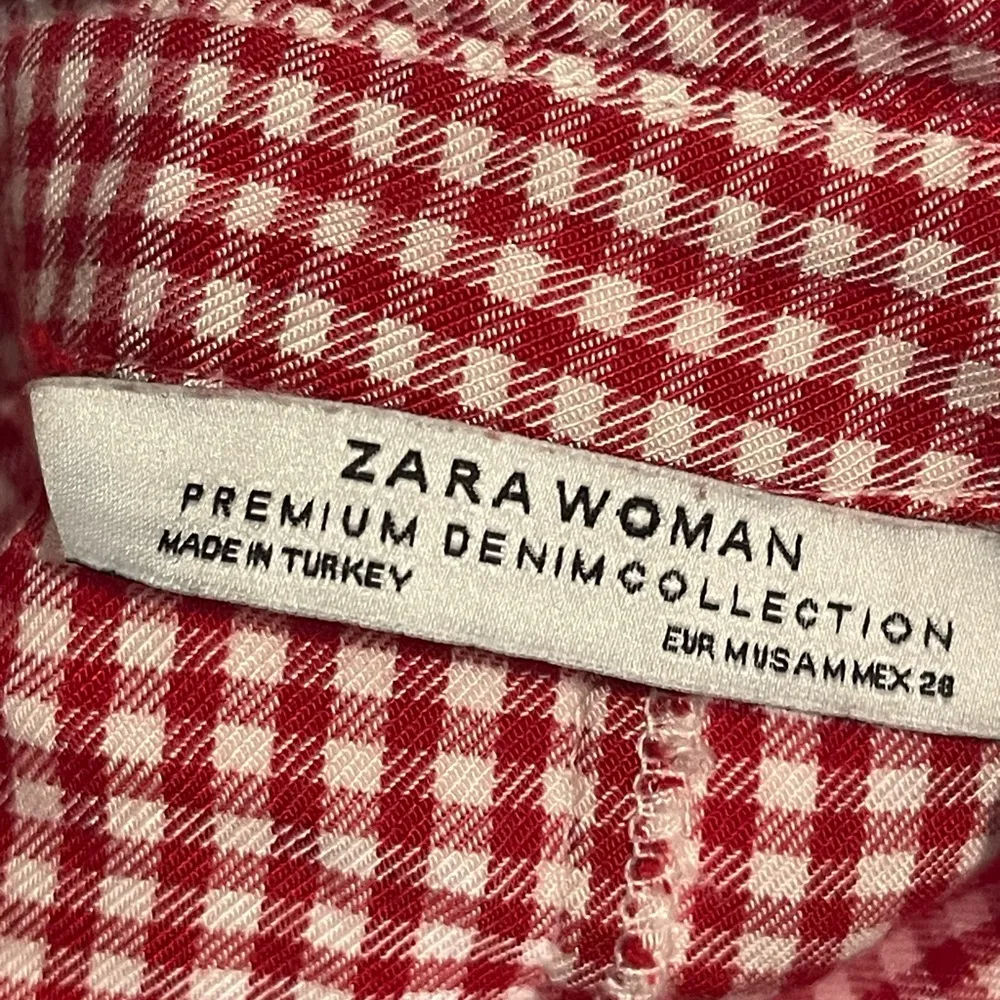 ZARA WOMAN
PREMIUM DENIM COLLECTION
MADE IN TURKEY
EUR M USA M MEX 28